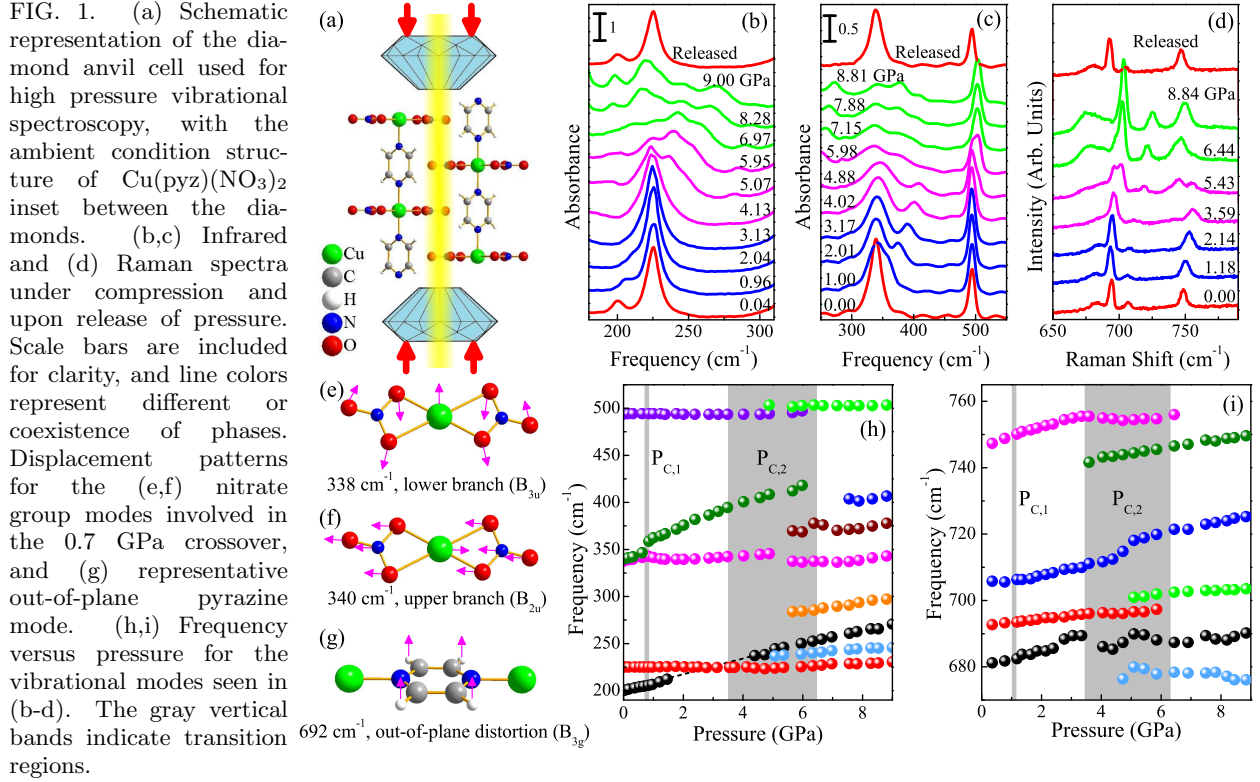 FIG. 1. (a) Schematic
representation of the dia-
mond anvil cell used for
high pressure vibrational
spectroscopy, with the
ambient condition struc-
ture of Cu(pyz)(NO₃)₂
inset between the dia-
monds. (b,c) Infrared
and (d) Raman spectra
under compression and
upon release of pressure.
Scale bars are included
for clarity, and line colors
represent different or
coexistence of phases.
Displacement patterns
for the (e,f) nitrate
group modes involved in
the 0.7 GPa crossover,
and (g) representative
out-of-plane pyrazine
mode. (h,i) Frequency
versus pressure for the
vibrational modes seen in
(b-d). The gray vertical
bands indicate transition
regions.
(a)
Cu
C
H
N
O
(b)
1
Released
9.00 GPa
8.28
6.97
5.95
5.07
4.13
3.13
2.04
0.96
0.04
Absorbance
200 250 300
Frequency (cm⁻¹)
(c)
0.5
Released
8.81 GPa
7.88
7.15
5.98
4.88
4.02
3.17
2.01
1.00
0.00
Absorbance
300 400 500
Frequency (cm⁻¹)
(d)
Released
8.84 GPa
6.44
5.43
3.59
2.14
1.18
0.00
Intensity (Arb. Units)
650 700 750
Raman Shift (cm⁻¹)
(e)
338 cm⁻¹, lower branch (B₃ᵤ)
(f)
340 cm⁻¹, upper branch (B₂ᵤ)
(g)
692 cm⁻¹, out-of-plane distortion (B₃g)
(h)
P_C,1
P_C,2
500
450
400
350
300
250
200
Frequency (cm⁻¹)
0 2 4 6 8
Pressure (GPa)
(i)
P_C,1
P_C,2
760
740
720
700
680
Frequency (cm⁻¹)
0 2 4 6 8
Pressure (GPa)